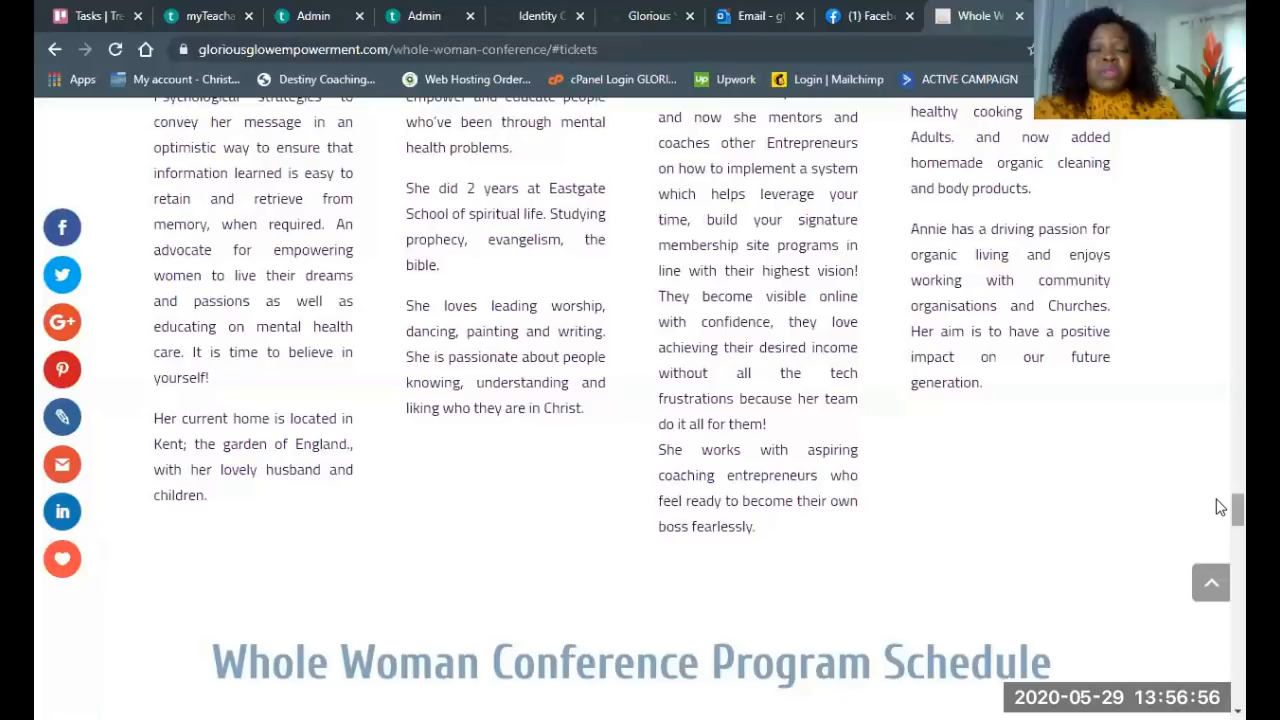 Tasks | Tre
myTeacha
Admin
Admin
Identity C
Glorious
Email - gl
(1) Faceb
Whole W
gloriousglowempowerment.com/whole-woman-conference/#tickets
Apps
My account - Christ...
Destiny Coaching...
Web Hosting Order...
cPanel Login GLORI...
Up Upwork
Login | Mailchimp
ACTIVE CAMPAIGN
Psychological Strategies to
convey her message in an
optimistic way to ensure that
information learned is easy to
retain and retrieve from
memory, when required. An
advocate for empowering
women to live their dreams
and passions as well as
educating on mental health
care. It is time to believe in
yourself!
Her current home is located in
Kent; the garden of England.,
with her lovely husband and
children.
empower and educate people
who've been through mental
health problems.
She did 2 years at Eastgate
School of spiritual life. Studying
prophecy, evangelism, the
bible.
She loves leading worship,
dancing, painting and writing.
She is passionate about people
knowing, understanding and
liking who they are in Christ.
and now she mentors and
coaches other Entrepreneurs
on how to implement a system
which helps leverage your
time, build your signature
membership site programs in
line with their highest vision!
They become visible online
with confidence, they love
achieving their desired income
without all the tech
frustrations because her team
do it all for them!
She works with aspiring
coaching entrepreneurs who
feel ready to become their own
boss fearlessly.
healthy cooking
Adults. and now added
homemade organic cleaning
and body products.
Annie has a driving passion for
organic living and enjoys
working with community
organisations and Churches.
Her aim is to have a positive
impact on our future
generation.
f
G+
in
Whole Woman Conference Program Schedule
2020-05-29 13:56:56